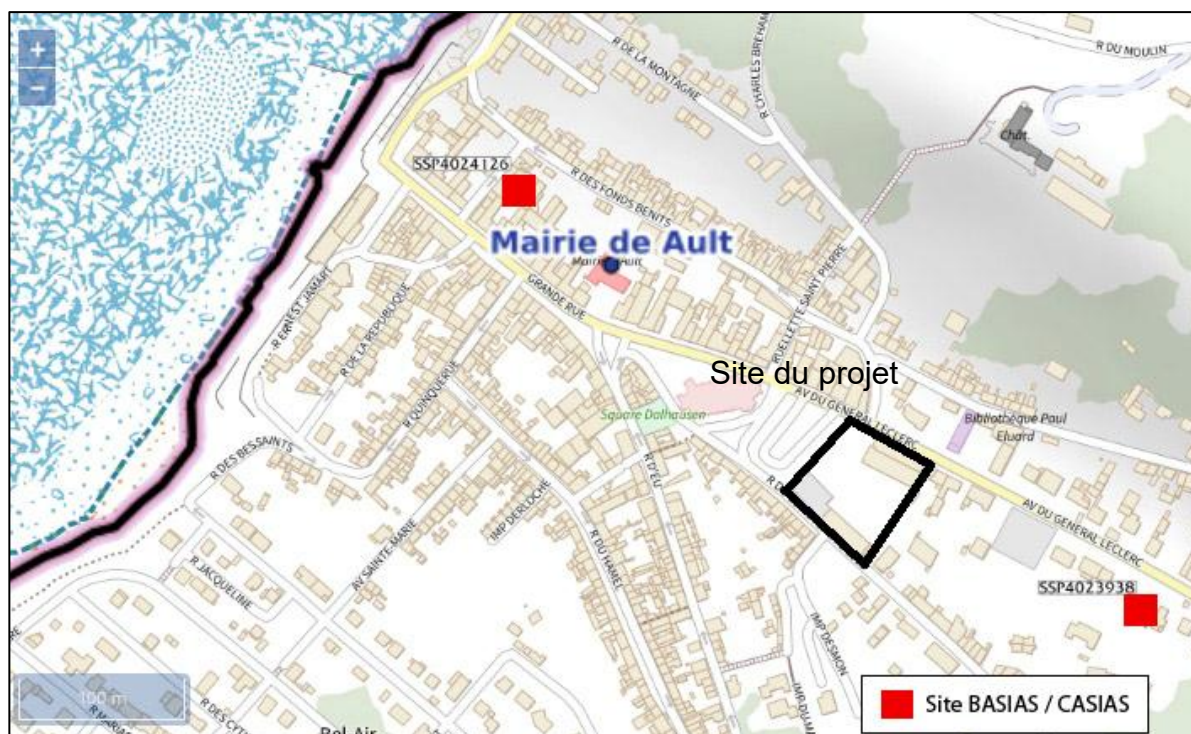 +
−
R DU MOULIN
R DE LA MONTAGNE
R CHARLES BREHAM
Chât.
SSP4024126
R DES FONDS BENITS
Mairie de Ault
R ERNEST JAMART
R DE LA REPUBLIQUE
GRANDE RUE
RUELLETTE SAINT PIERRE
Site du projet
R QUINQUERUE
Square Dalhausen
AV DU GENERAL LECLERC
Bibliothèque Paul
Eluard
R DES BESSAINTS
R D'EU
IMP DERLOCHE
AV DU GENERAL LECLERC
R DU HAMEL
AV SAINTE-MARIE
R JACQUELINE
SSP4023938
IMP DESMON
100 m
Bel Air
Site BASIAS / CASIAS